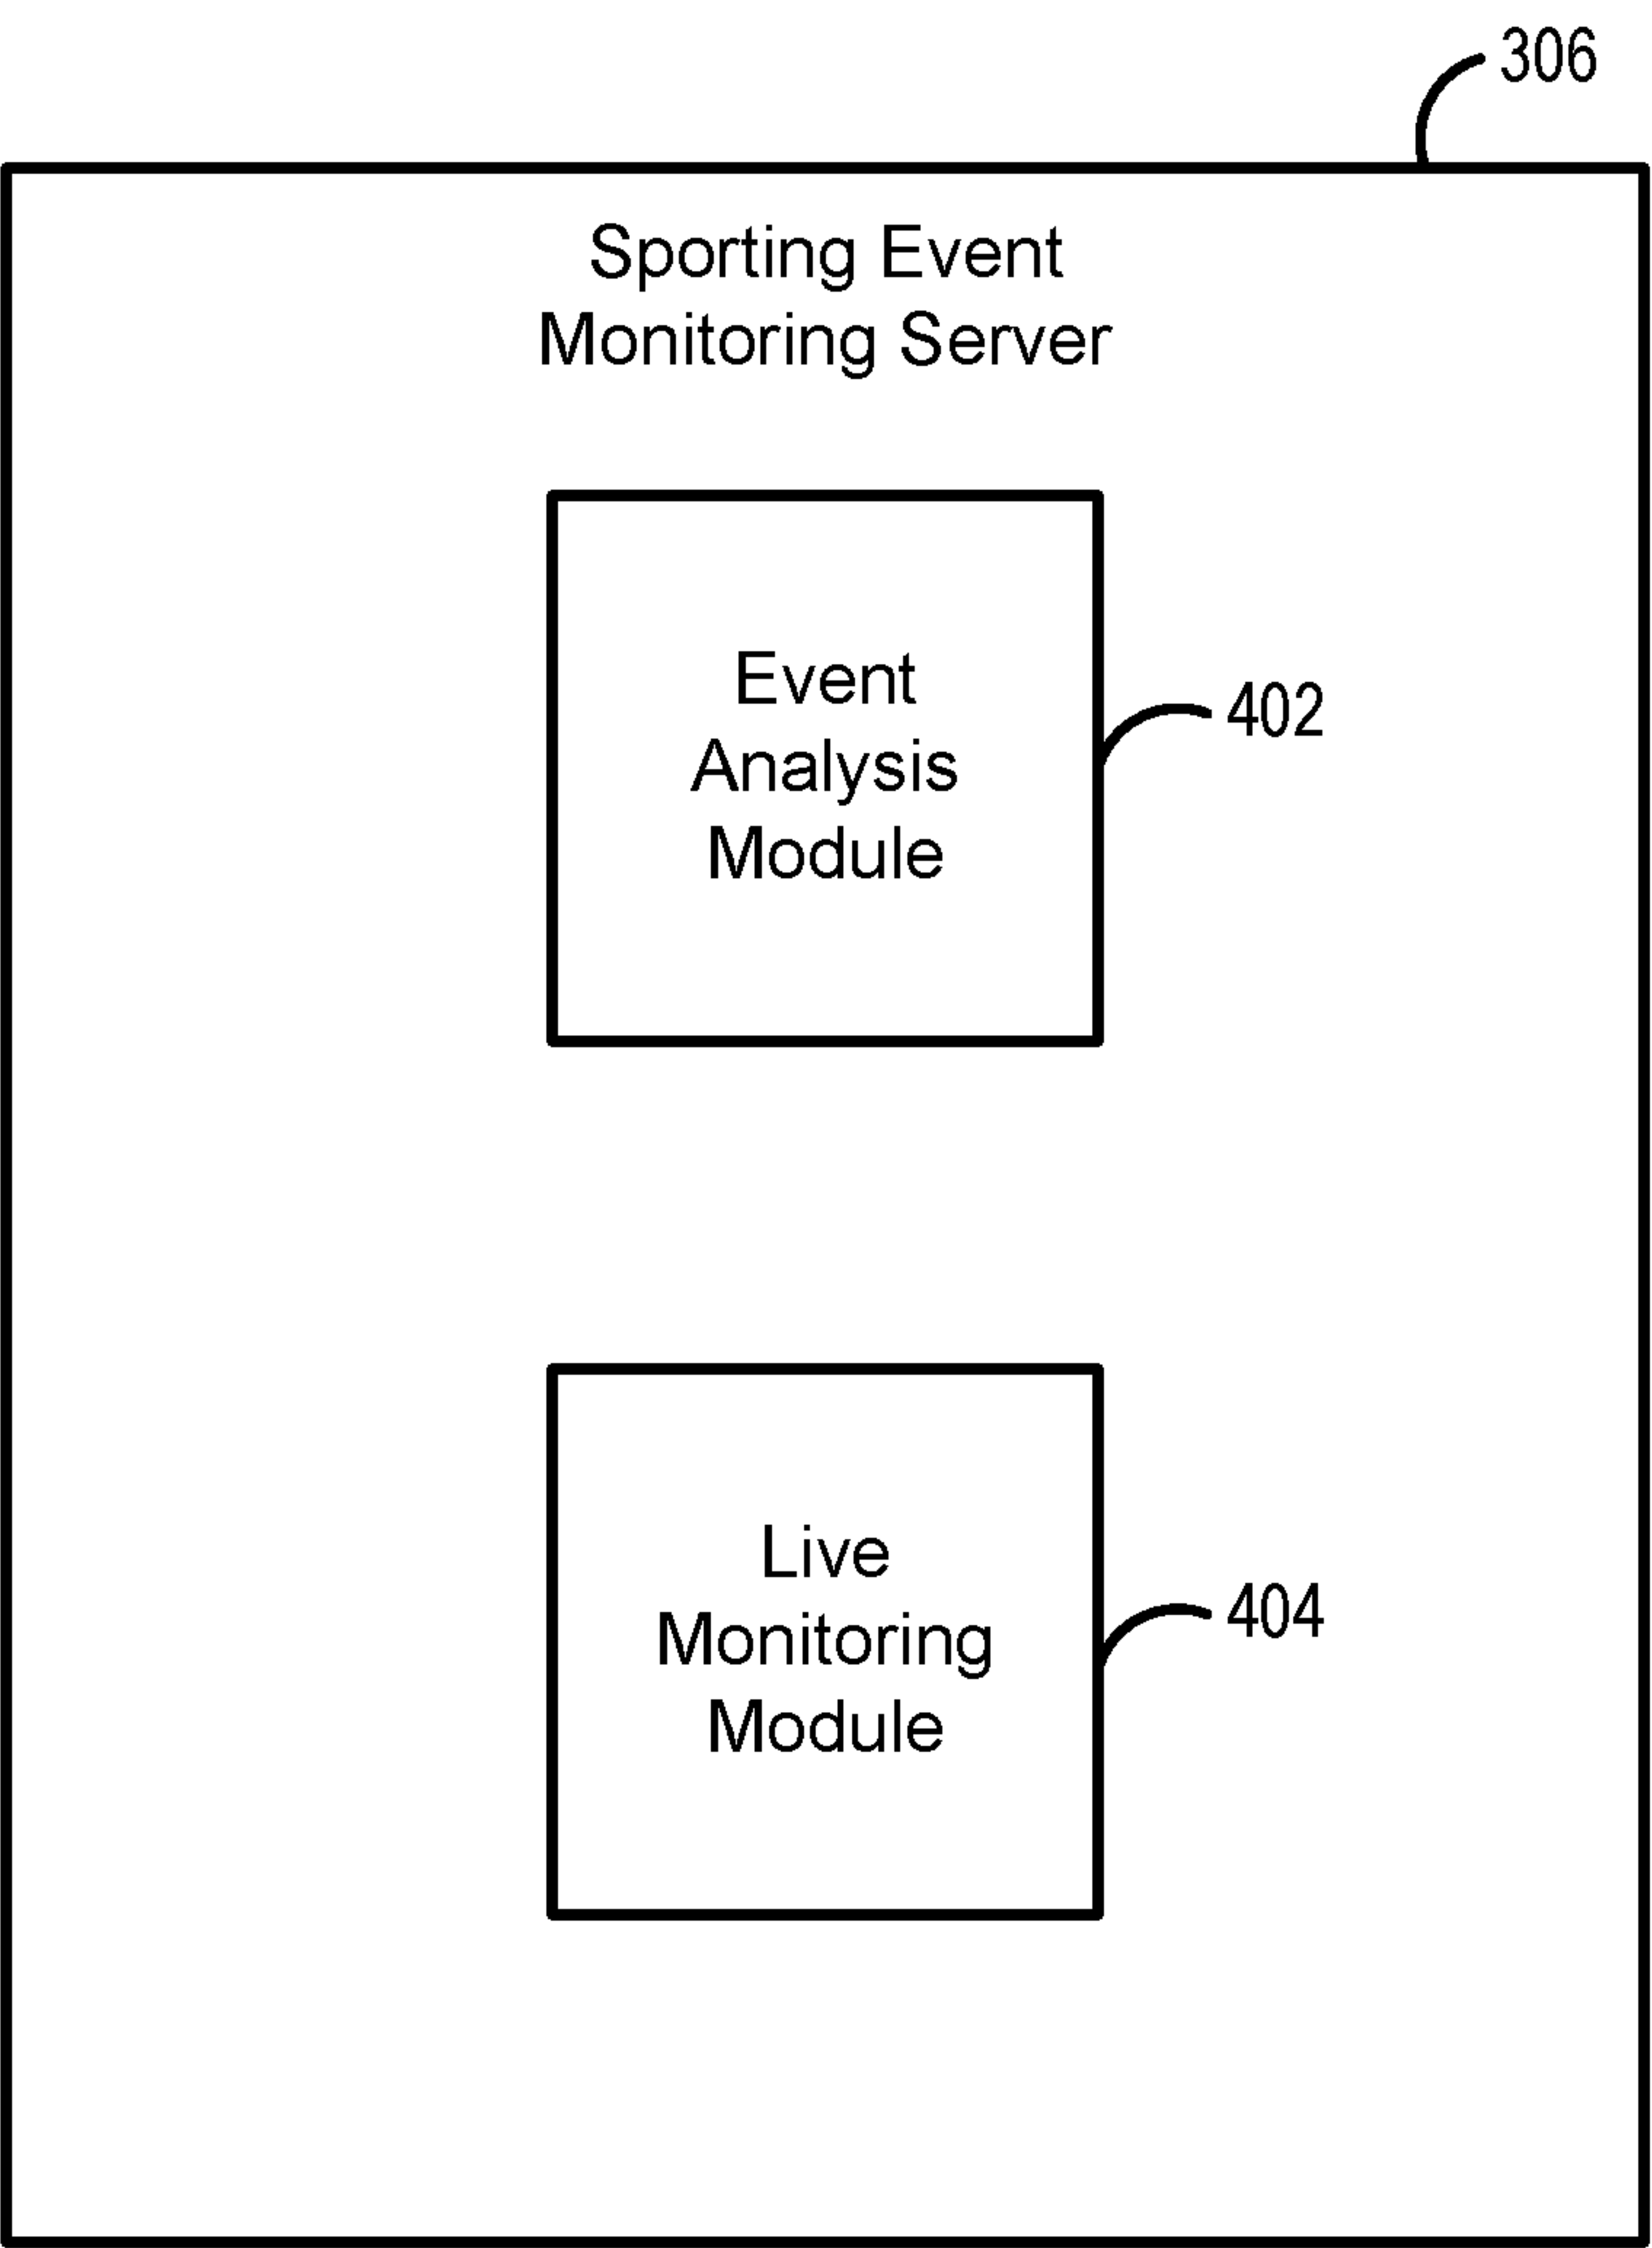 306
Sporting Event
Monitoring Server
Event
Analysis
Module
402
Live
Monitoring
Module
404